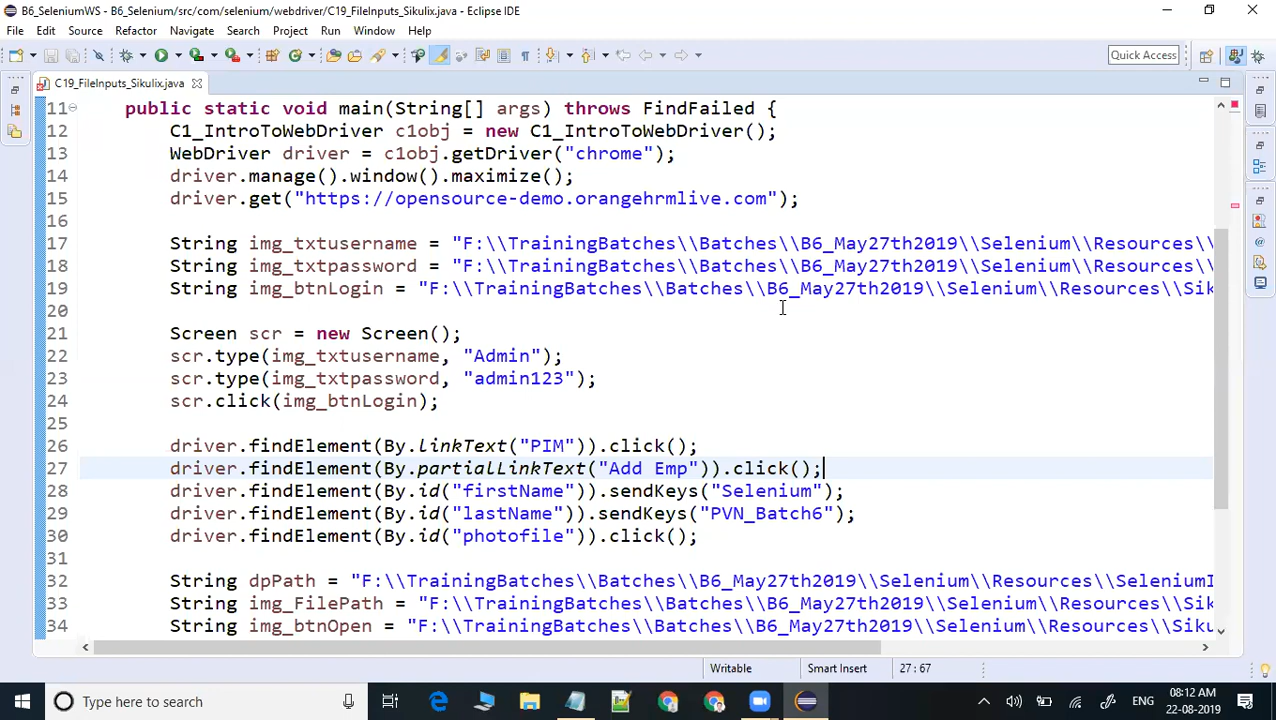 B6_SeleniumWS - B6_Selenium/src/com/selenium/webdriver/C19_FileInputs_Sikulix.java - Eclipse IDE
File Edit Source Refactor Navigate Search Project Run Window Help
Quick Access
C19_FileInputs_Sikulix.java
11 public static void main(String[] args) throws FindFailed {
12 C1_IntroToWebDriver c1obj = new C1_IntroToWebDriver();
13 WebDriver driver = c1obj.getDriver("chrome");
14 driver.manage().window().maximize();
15 driver.get("https://opensource-demo.orangehrmlive.com");
16
17 String img_txtusername = "F:\\TrainingBatches\\Batches\\B6_May27th2019\\Selenium\\Resources\\
18 String img_txtpassword = "F:\\TrainingBatches\\Batches\\B6_May27th2019\\Selenium\\Resources\\
19 String img_btnLogin = "F:\\TrainingBatches\\Batches\\B6_May27th2019\\Selenium\\Resources\\Sik
20
21 Screen scr = new Screen();
22 scr.type(img_txtusername, "Admin");
23 scr.type(img_txtpassword, "admin123");
24 scr.click(img_btnLogin);
25
26 driver.findElement(By.linkText("PIM")).click();
27 driver.findElement(By.partialLinkText("Add Emp")).click();
28 driver.findElement(By.id("firstName")).sendKeys("Selenium");
29 driver.findElement(By.id("lastName")).sendKeys("PVN_Batch6");
30 driver.findElement(By.id("photofile")).click();
31
32 String dpPath = "F:\\TrainingBatches\\Batches\\B6_May27th2019\\Selenium\\Resources\\SeleniumI
33 String img_FilePath = "F:\\TrainingBatches\\Batches\\B6_May27th2019\\Selenium\\Resources\\Sik
34 String img_btnOpen = "F:\\TrainingBatches\\Batches\\B6_May27th2019\\Selenium\\Resources\\Siku
Writable Smart Insert 27 : 67
Type here to search
ENG
08:12 AM
22-08-2019